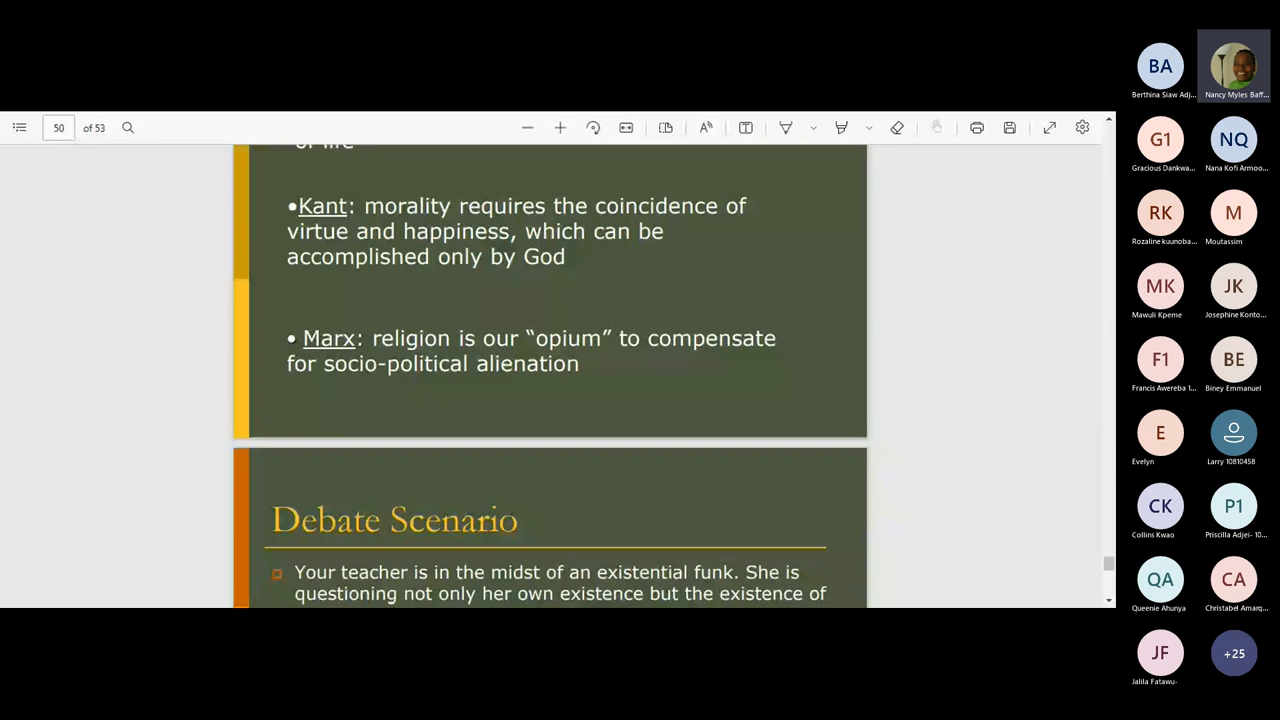 50 of 53
•Kant: morality requires the coincidence of
virtue and happiness, which can be
accomplished only by God
• Marx: religion is our “opium” to compensate
for socio-political alienation
Debate Scenario
Your teacher is in the midst of an existential funk. She is
questioning not only her own existence but the existence of
BA
Berthina Siaw Adj...
Nancy Myles Baff...
G1
Gracious Dankwa...
NQ
Nana Kofi Armoo...
RK
Rozaline kuunoba...
M
Moutassim
MK
Mawuli Kpeme
JK
Josephine Konto...
F1
Francis Awereba 1...
BE
Biney Emmanuel
E
Evelyn
Larry 10810458
CK
Collins Kwao
P1
Priscilla Adjei- 10...
QA
Queenie Ahunya
CA
Christabel Amarq...
JF
Jalila Fatawu-
+25